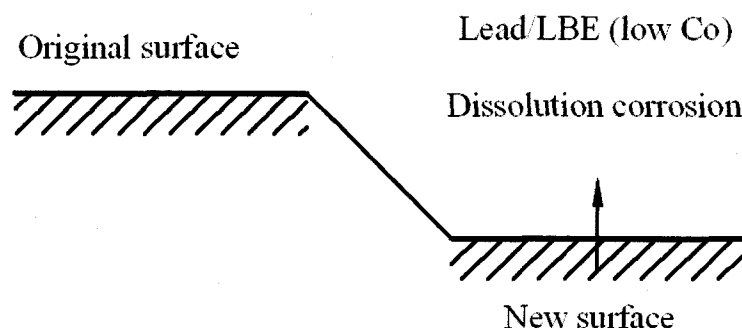 Original surface
Lead/LBE (low Co)
Dissolution corrosion
New surface